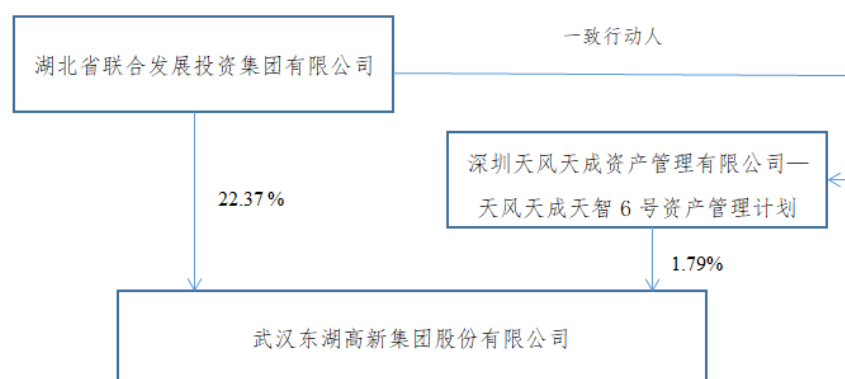 一致行动人
湖北省联合发展投资集团有限公司
深圳天风天成资产管理有限公司—
天风天成天智 6 号资产管理计划
22.37%
1.79%
武汉东湖高新集团股份有限公司